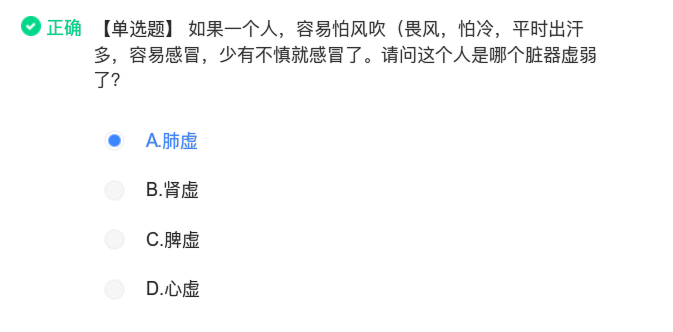 正确 【单选题】 如果一个人，容易怕风吹（畏风，怕冷，平时出汗
多，容易感冒，少有不慎就感冒了。请问这个人是哪个脏器虚弱
了?
A.肺虚
B.肾虚
C.脾虚
D.心虚